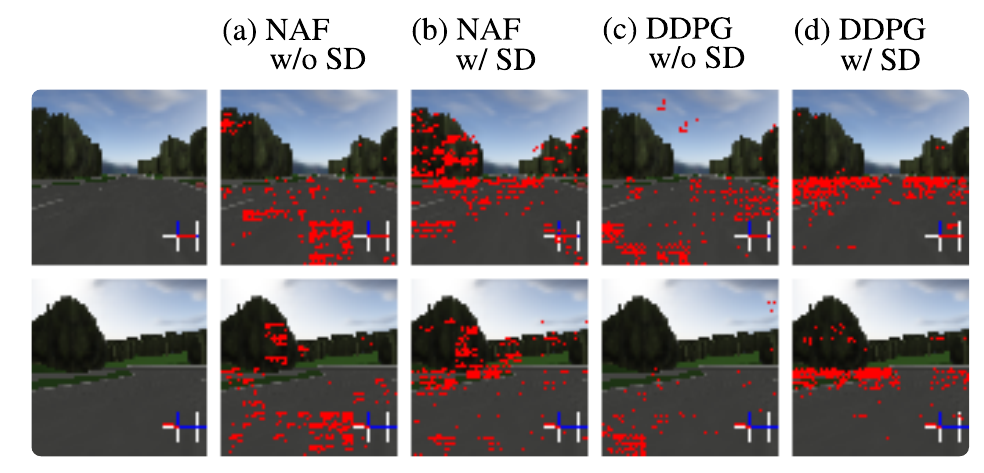 (a) NAF
w/o SD
(b) NAF
w/ SD
(c) DDPG
w/o SD
(d) DDPG
w/ SD